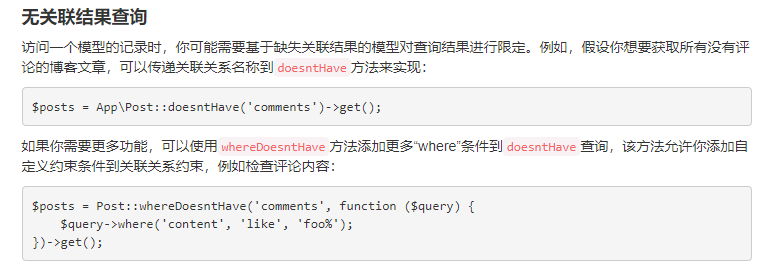 无关联结果查询
访问一个模型的记录时，你可能需要基于缺失关联结果的模型对查询结果进行限定。例如，假设你想要获取所有没有评
论的博客文章，可以传递关联关系名称到 doesntHave 方法来实现：
$posts = App\Post::doesntHave('comments')->get();
如果你需要更多功能，可以使用 whereDoesntHave 方法添加更多“where”条件到 doesntHave 查询，该方法允许你添加自
定义约束条件到关联关系约束，例如检查评论内容：
$posts = Post::whereDoesntHave('comments', function ($query) {
    $query->where('content', 'like', 'foo%');
})->get();